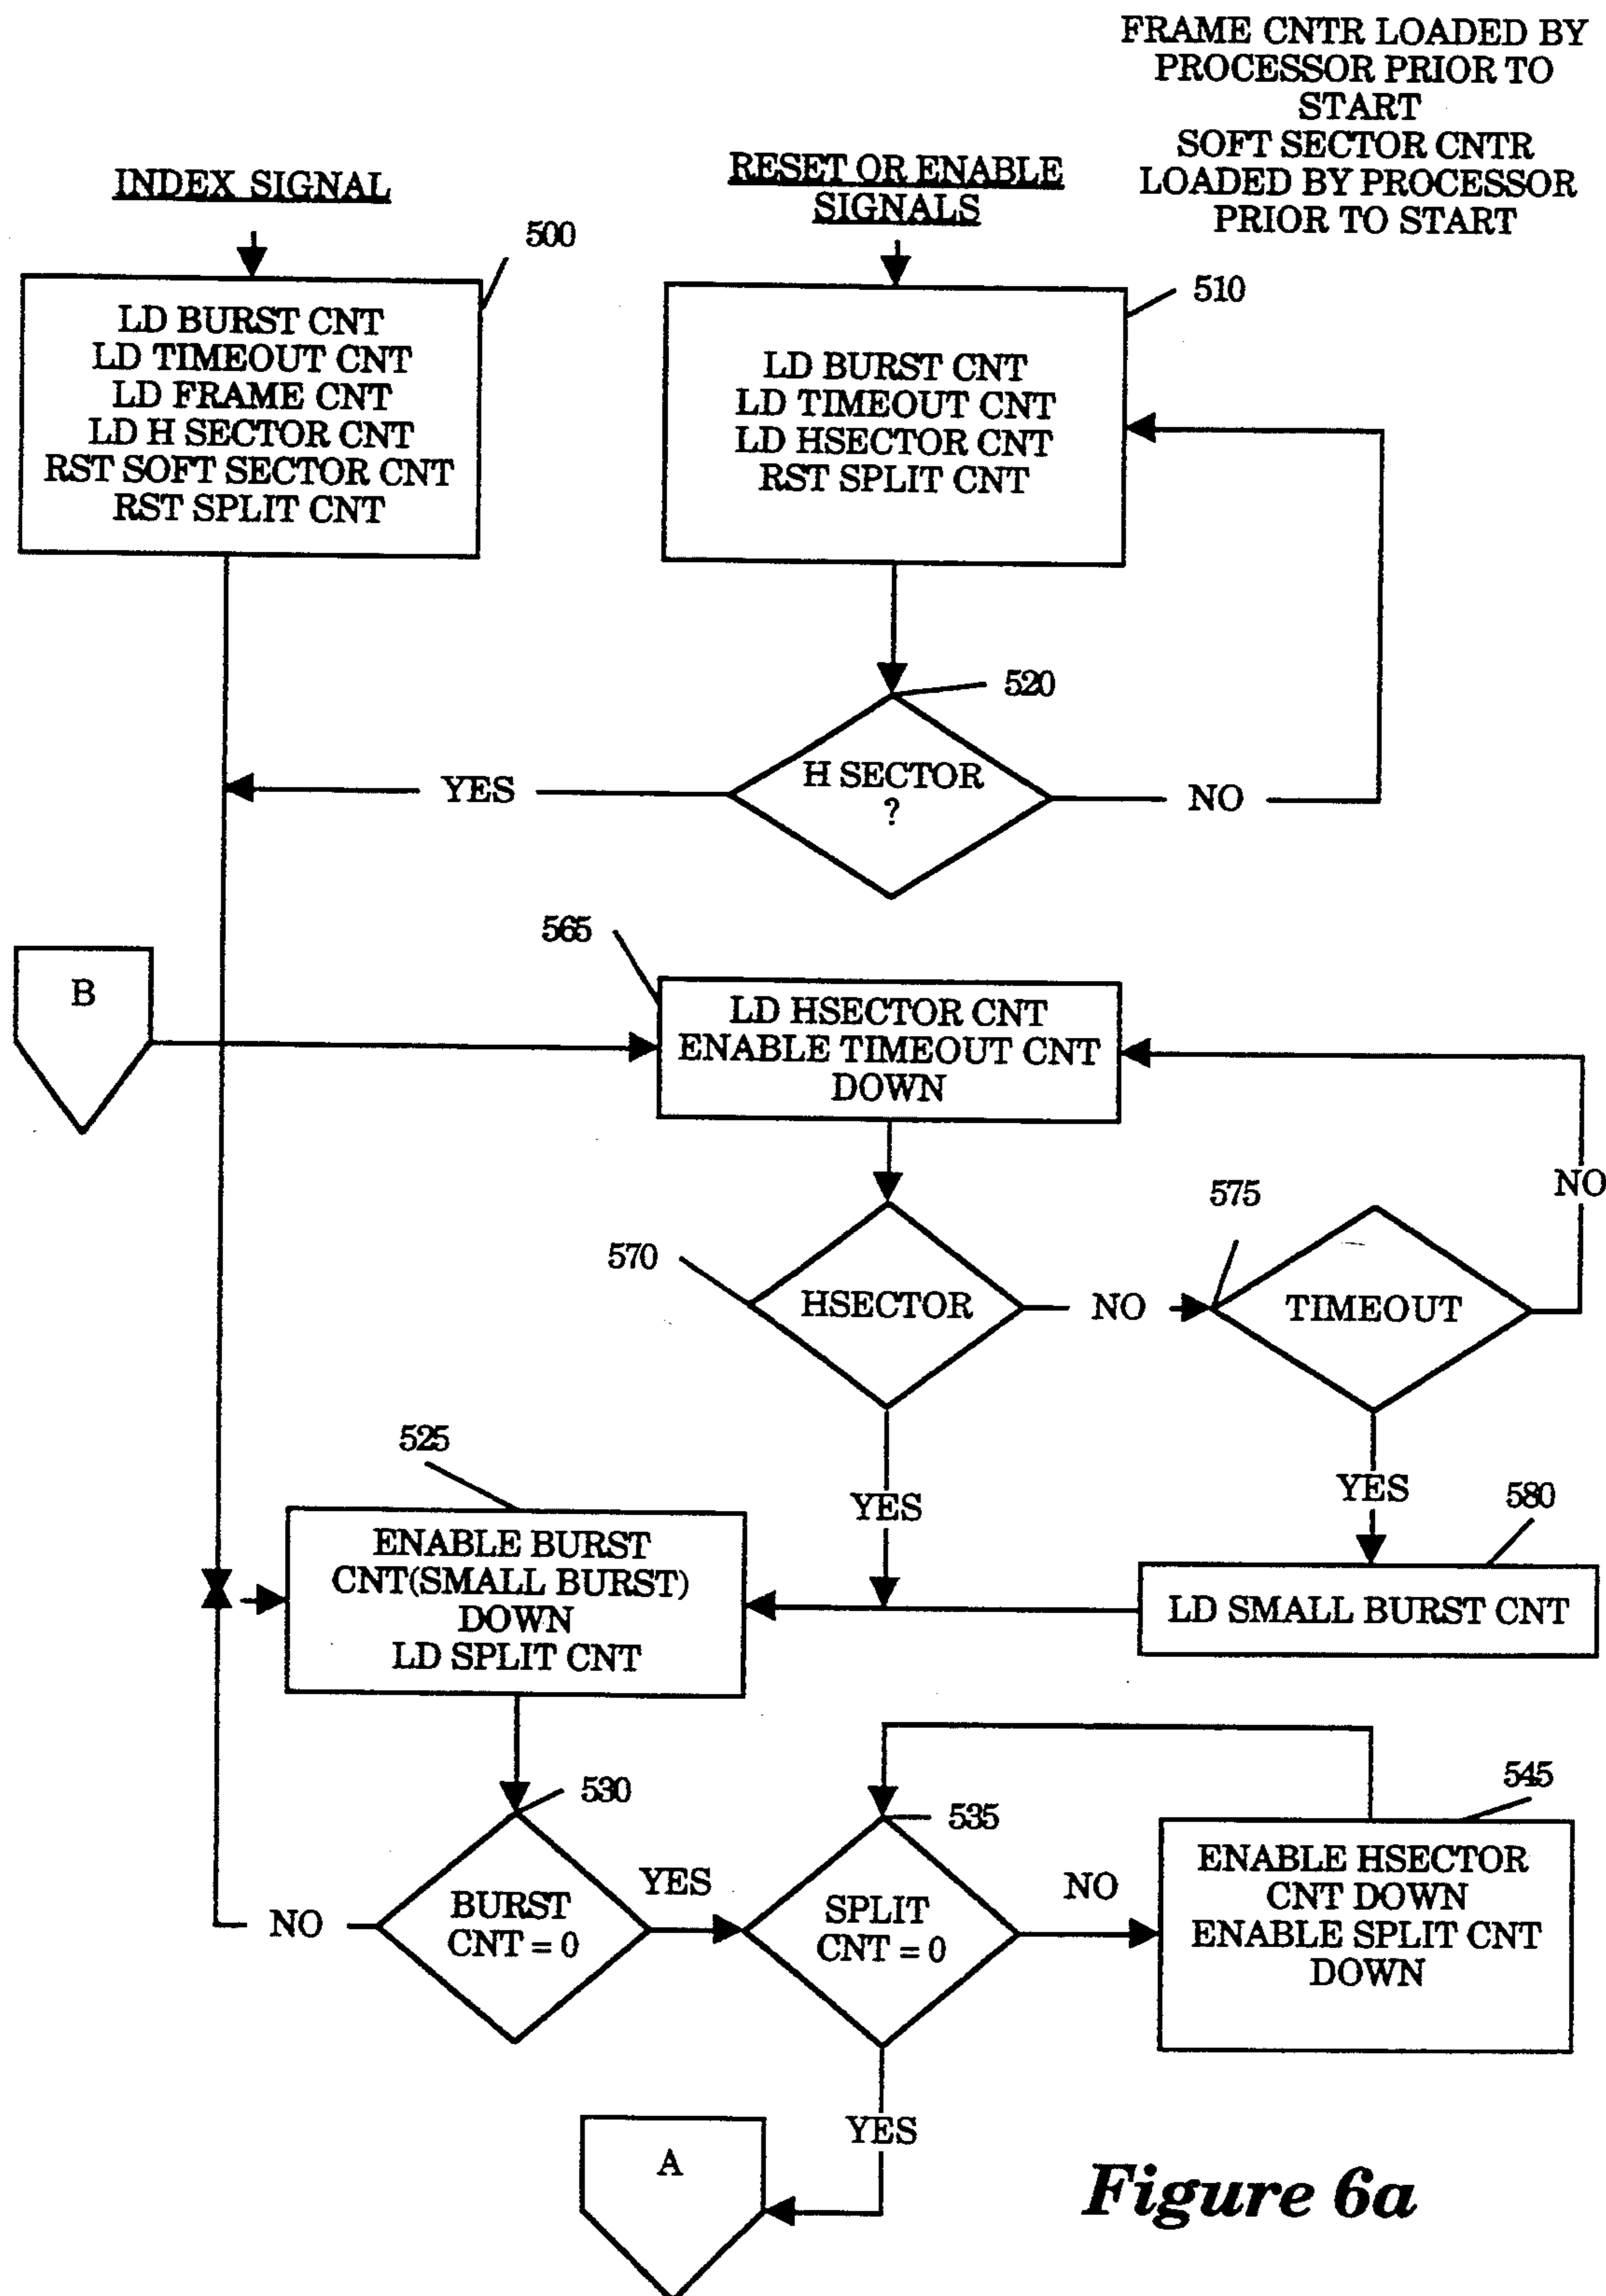 FRAME CNTR LOADED BY
PROCESSOR PRIOR TO
START
SOFT SECTOR CNTR
LOADED BY PROCESSOR
PRIOR TO START
INDEX SIGNAL
RESET OR ENABLE
SIGNALS
500
LD BURST CNT
LD TIMEOUT CNT
LD FRAME CNT
LD H SECTOR CNT
RST SOFT SECTOR CNT
RST SPLIT CNT
510
LD BURST CNT
LD TIMEOUT CNT
LD HSECTOR CNT
RST SPLIT CNT
520
H SECTOR
?
YES
NO
B
565
LD HSECTOR CNT
ENABLE TIMEOUT CNT
DOWN
570
HSECTOR
NO
575
TIMEOUT
NO
YES
YES
525
ENABLE BURST
CNT(SMALL BURST)
DOWN
LD SPLIT CNT
580
LD SMALL BURST CNT
530
BURST
CNT = 0
NO
YES
535
SPLIT
CNT = 0
NO
545
ENABLE HSECTOR
CNT DOWN
ENABLE SPLIT CNT
DOWN
YES
A
Figure 6a